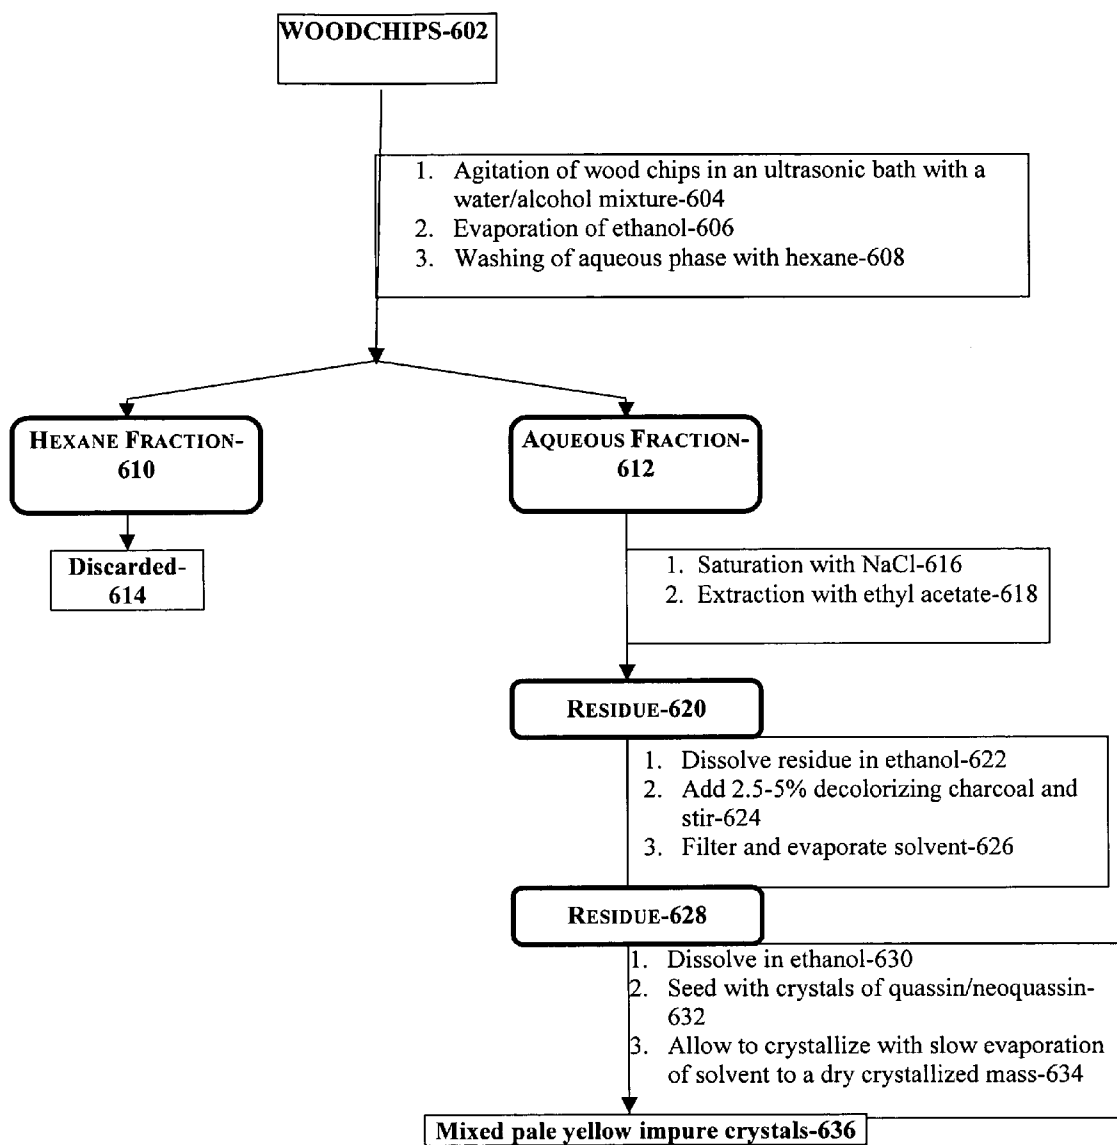 WOODCHIPS-602
1. Agitation of wood chips in an ultrasonic bath with a
water/alcohol mixture-604
2. Evaporation of ethanol-606
3. Washing of aqueous phase with hexane-608
HEXANE FRACTION-
610
AQUEOUS FRACTION-
612
Discarded-
614
1. Saturation with NaCl-616
2. Extraction with ethyl acetate-618
RESIDUE-620
1. Dissolve residue in ethanol-622
2. Add 2.5-5% decolorizing charcoal and
stir-624
3. Filter and evaporate solvent-626
RESIDUE-628
1. Dissolve in ethanol-630
2. Seed with crystals of quassin/neoquassin-
632
3. Allow to crystallize with slow evaporation
of solvent to a dry crystallized mass-634
Mixed pale yellow impure crystals-636